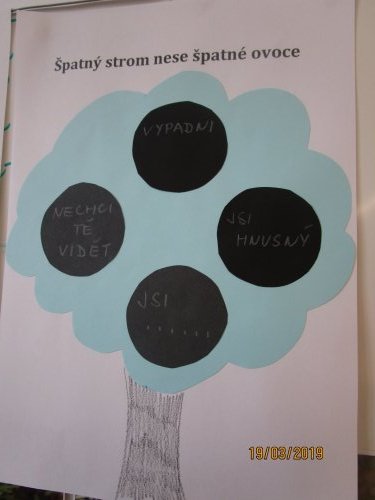 Špatný strom nese špatné ovoce
VYPADNI
NECHCI
TĚ
VIDĚT
JSI
HNUSNÝ
JSI
......
19/03/2019